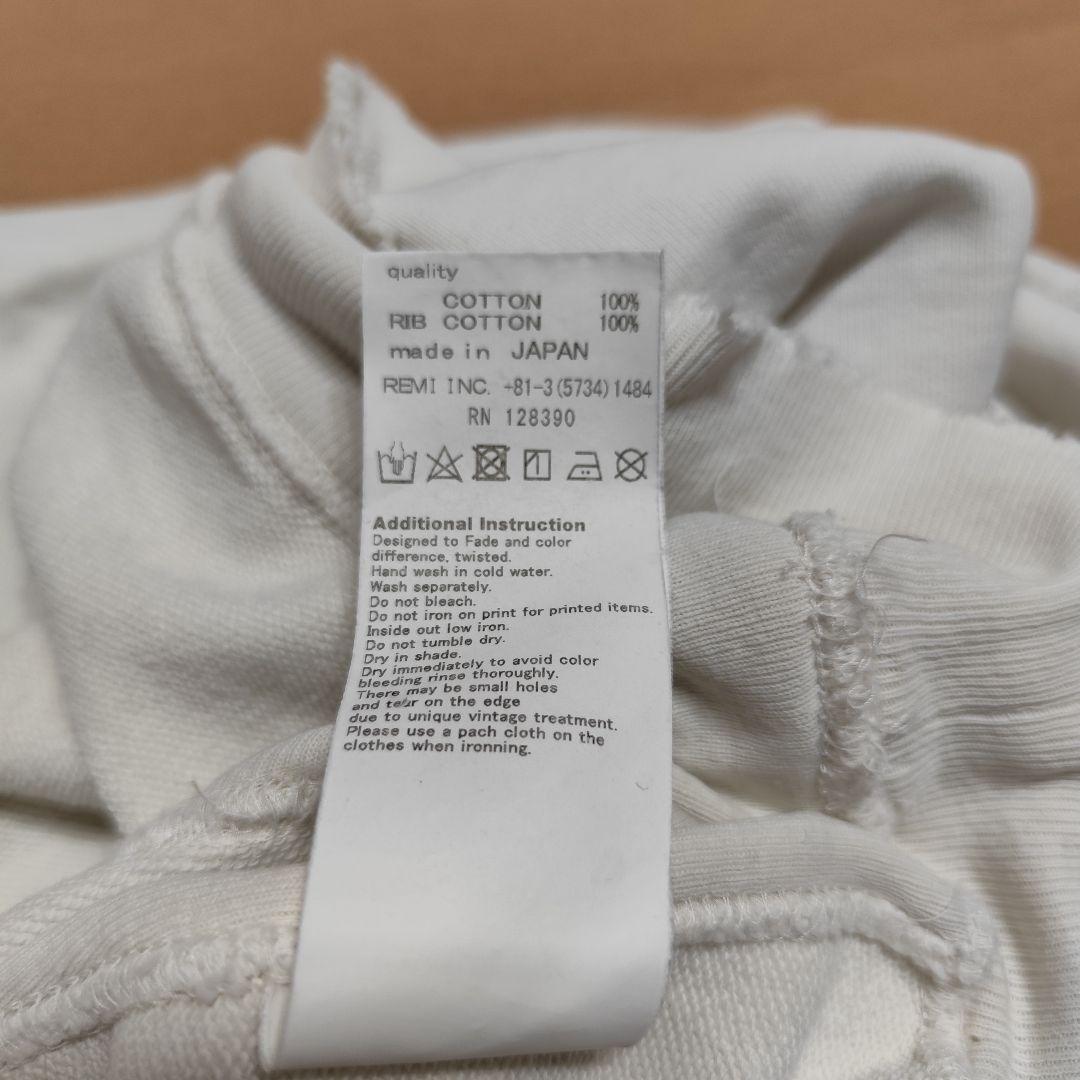 quality
COTTON 100%
RIB COTTON 100%
made in JAPAN
REMI INC. +81-3(5734)1484
RN 128390
Additional Instruction
Designed to Fade and color
difference, twisted.
Hand wash in cold water.
Wash separately.
Do not bleach.
Do not iron on print for printed items.
Inside out low iron.
Do not tumble dry.
Dry in shade.
Dry immediately to avoid color
bleeding rinse thoroughly.
There may be small holes
and tear on the edge
due to unique vintage treatment.
Please use a pach cloth on the
clothes when ironning.